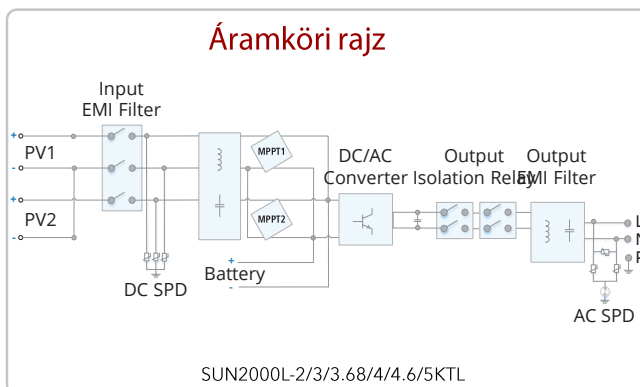 Áramköri rajz
Input
EMI Filter
+
PV1
-
+
PV2
-
MPPT1
MPPT2
DC/AC
Converter
Output
Isolation Relay
Output
EMI Filter
L
N
P
DC SPD
Battery
+
-
AC SPD
SUN2000L-2/3/3.68/4/4.6/5KTL